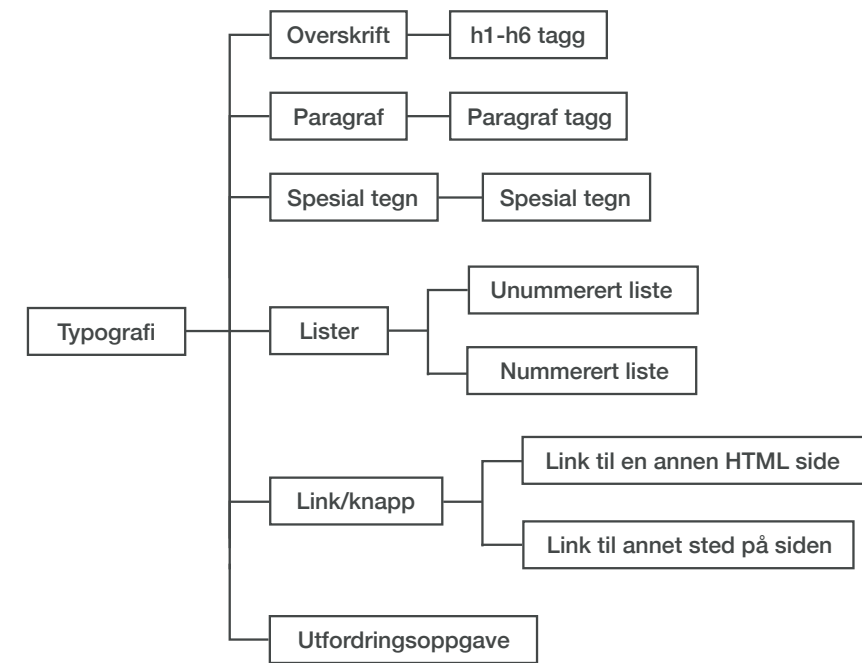 Overskrift
h1-h6 tagg
Paragraf
Paragraf tagg
Spesial tegn
Spesial tegn
Typografi
Lister
Unummerert liste
Nummerert liste
Link/knapp
Link til en annen HTML side
Link til annet sted på siden
Utfordringsoppgave